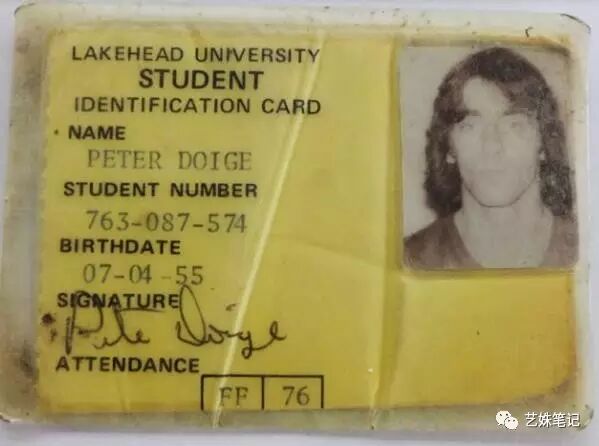 LAKEHEAD UNIVERSITY
STUDENT
IDENTIFICATION CARD
NAME
PETER DOIGE
STUDENT NUMBER
763-087-574
BIRTHDATE
07-04-55
SIGNATURE
Pete Doige
ATTENDANCE
FF 76
艺姝笔记